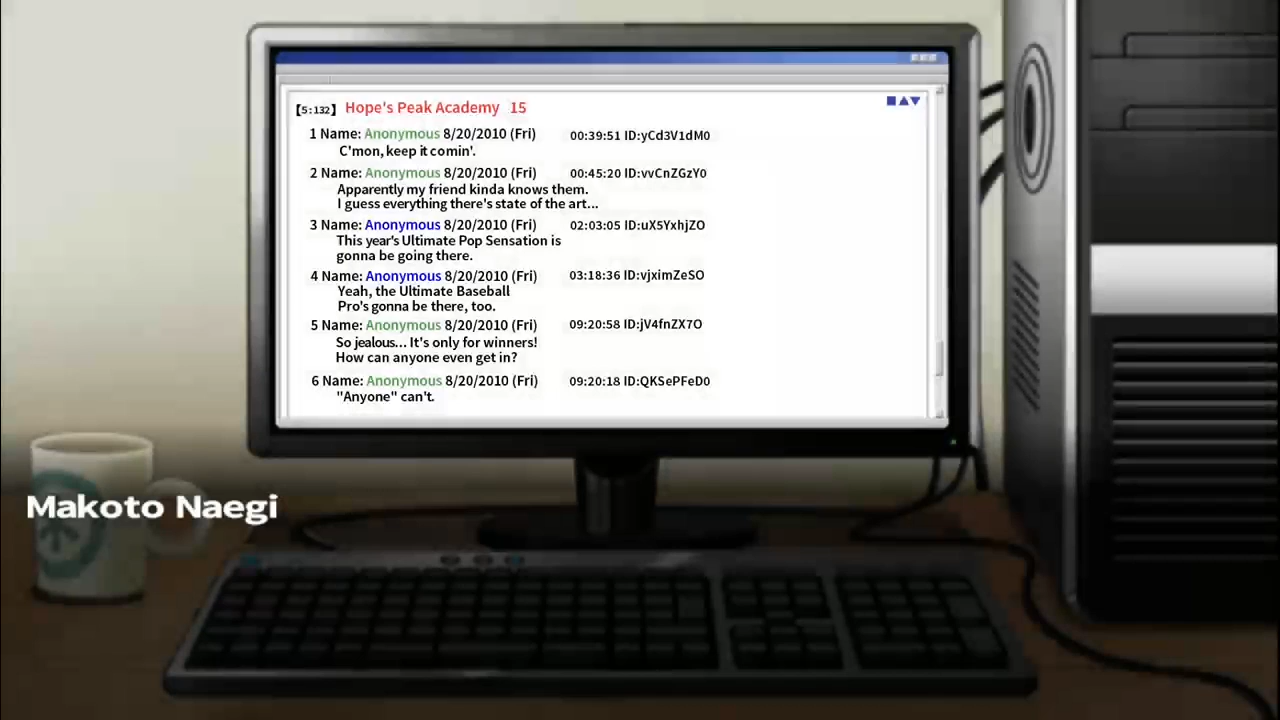 【5:132】 Hope's Peak Academy 15
1 Name: Anonymous 8/20/2010 (Fri) 00:39:51 ID:yCd3V1dM0
C'mon, keep it comin'.
2 Name: Anonymous 8/20/2010 (Fri) 00:45:20 ID:vvCnZGzY0
Apparently my friend kinda knows them.
I guess everything there's state of the art...
3 Name: Anonymous 8/20/2010 (Fri) 02:03:05 ID:uX5YxhjZO
This year's Ultimate Pop Sensation is
gonna be going there.
4 Name: Anonymous 8/20/2010 (Fri) 03:18:36 ID:vjximZeSO
Yeah, the Ultimate Baseball
Pro's gonna be there, too.
5 Name: Anonymous 8/20/2010 (Fri) 09:20:58 ID:jV4fnZX7O
So jealous... It's only for winners!
How can anyone even get in?
6 Name: Anonymous 8/20/2010 (Fri) 09:20:18 ID:QKSePFeD0
"Anyone" can't.
Makoto Naegi